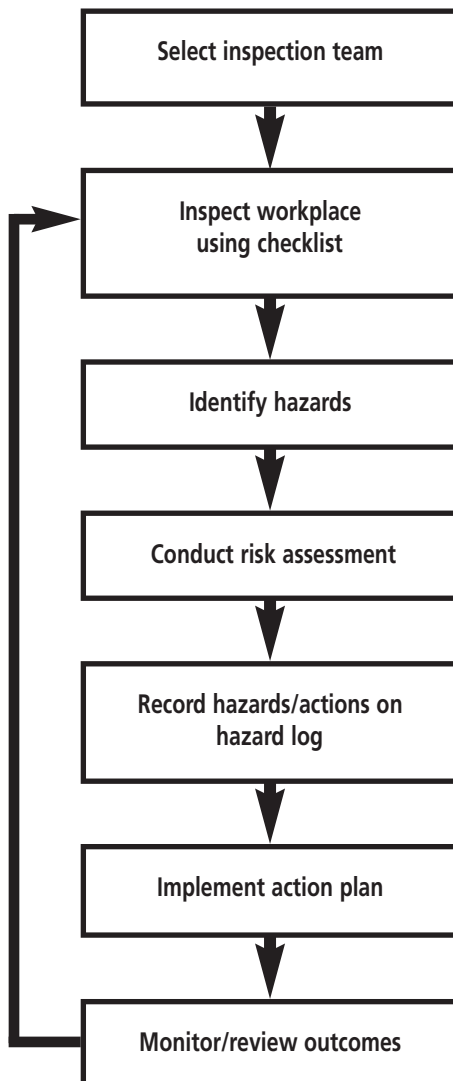 Select inspection team
Inspect workplace
using checklist
Identify hazards
Conduct risk assessment
Record hazards/actions on
hazard log
Implement action plan
Monitor/review outcomes